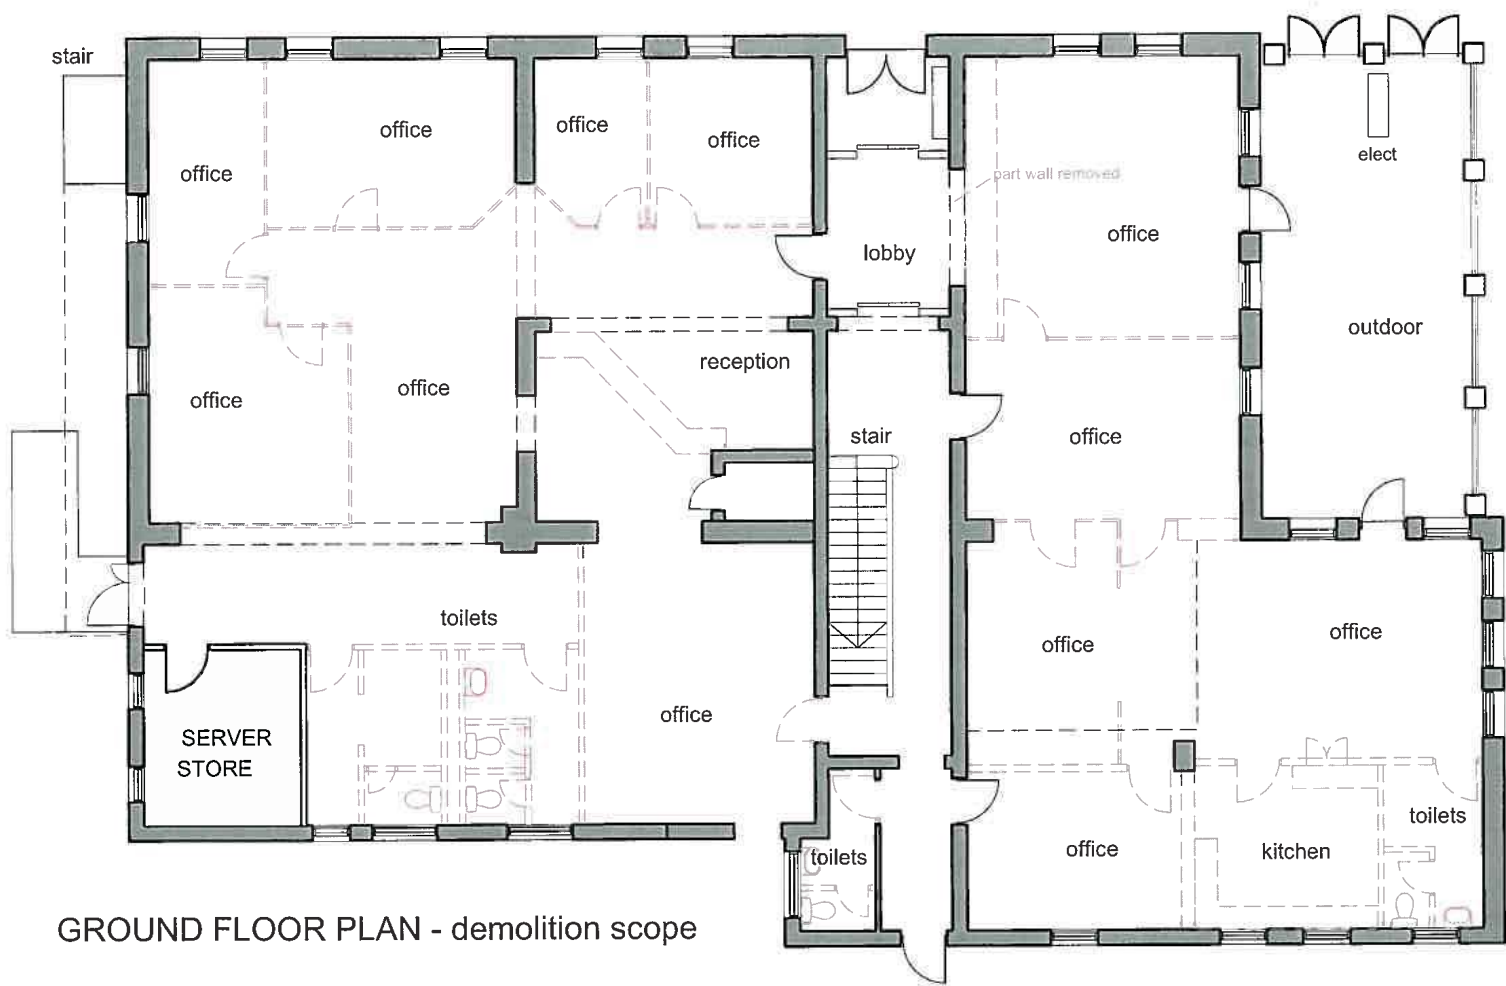 stair
office
office
office
office
elect
part wall removed
office
lobby
outdoor
reception
office
office
office
stair
toilets
office
office
office
SERVER
STORE
toilets
toilets
office
kitchen
GROUND FLOOR PLAN - demolition scope